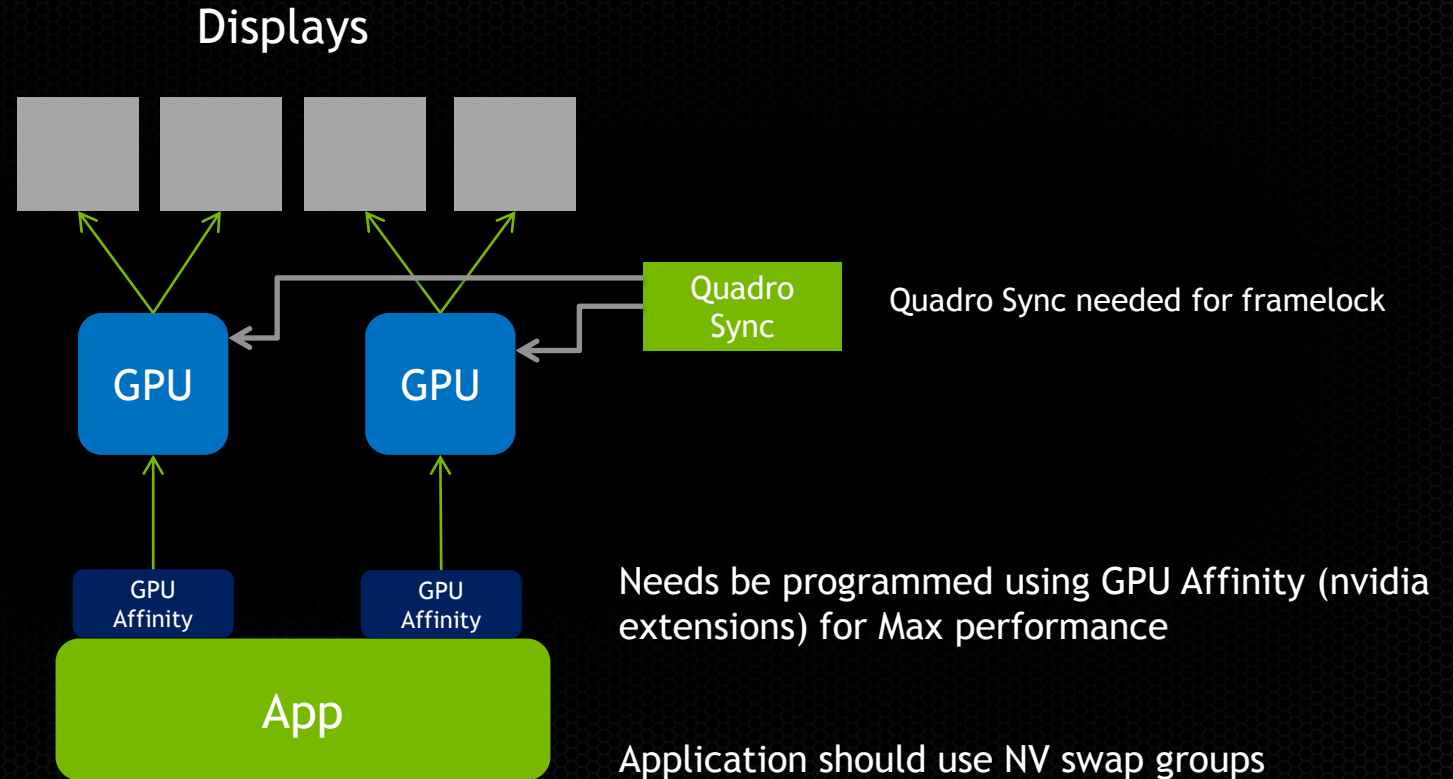 Displays
Quadro
Sync
Quadro Sync needed for framelock
GPU
GPU
GPU
Affinity
GPU
Affinity
Needs be programmed using GPU Affinity (nvidia
extensions) for Max performance
App
Application should use NV swap groups